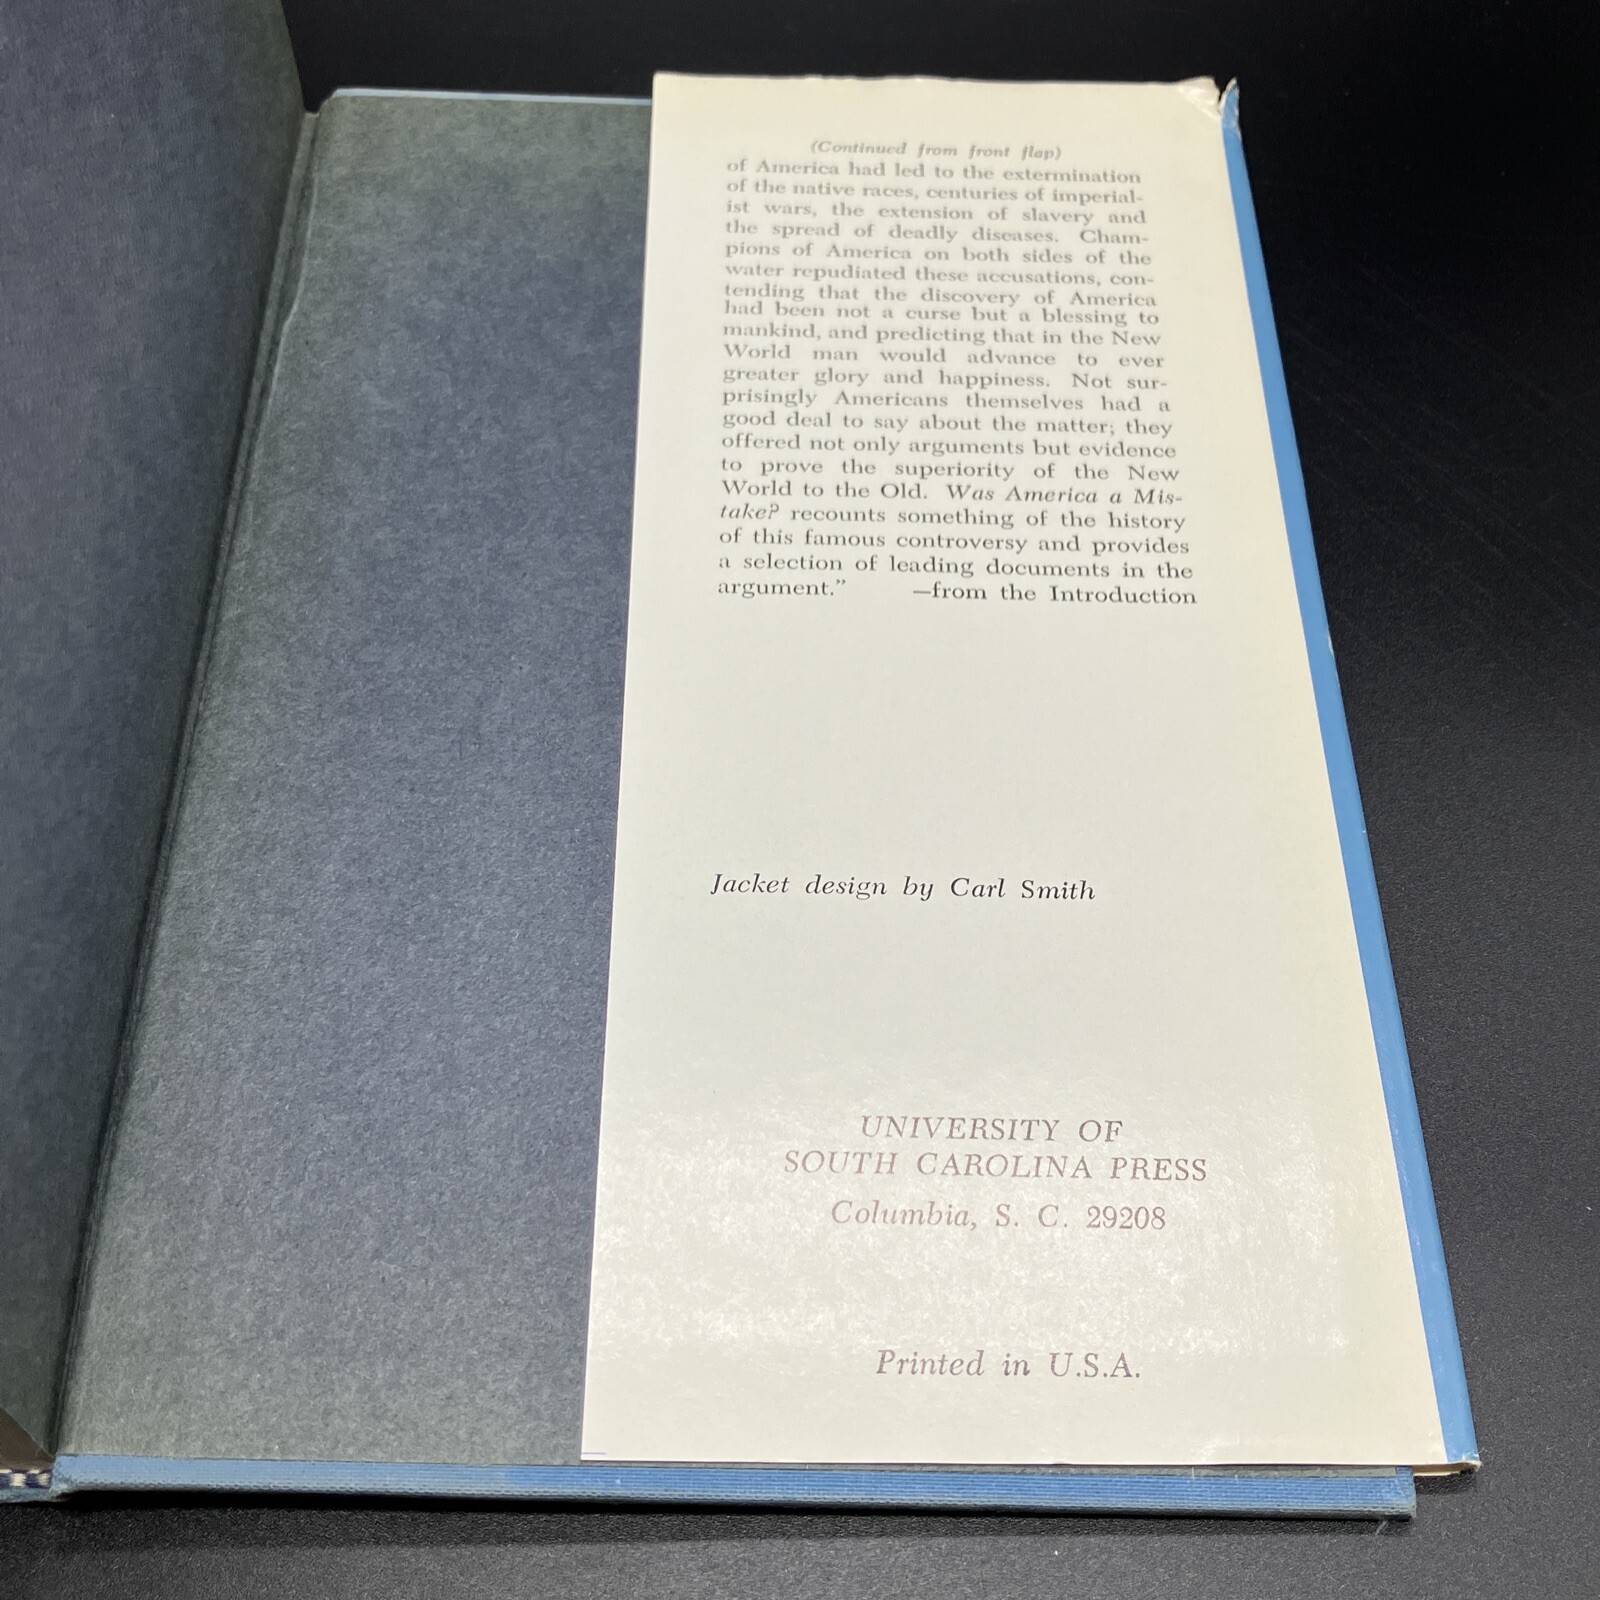 (Continued from front flap)
of America had led to the extermination
of the native races, centuries of imperial-
ist wars, the extension of slavery and
the spread of deadly diseases. Cham-
pions of America on both sides of the
water repudiated these accusations, con-
tending that the discovery of America
had been not a curse but a blessing to
mankind, and predicting that in the New
World man would advance to ever
greater glory and happiness. Not sur-
prisingly Americans themselves had a
good deal to say about the matter; they
offered not only arguments but evidence
to prove the superiority of the New
World to the Old. Was America a Mis-
take? recounts something of the history
of this famous controversy and provides
a selection of leading documents in the
argument.” —from the Introduction
Jacket design by Carl Smith
UNIVERSITY OF
SOUTH CAROLINA PRESS
Columbia, S. C. 29208
Printed in U.S.A.